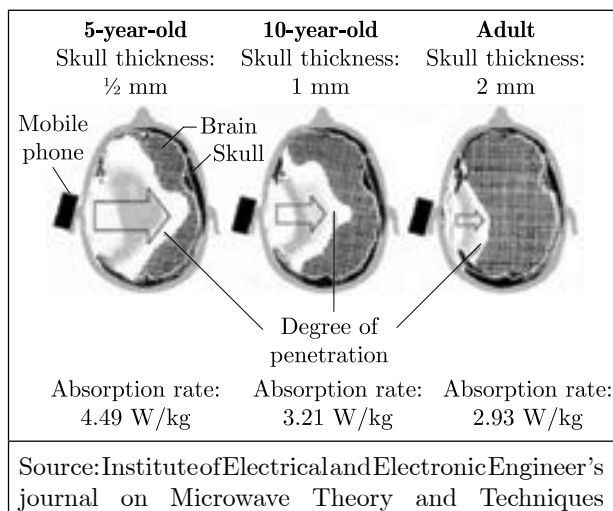 5-year-old
Skull thickness:
½ mm
10-year-old
Skull thickness:
1 mm
Adult
Skull thickness:
2 mm
Mobile
phone
Brain
Skull
Degree of
penetration
Absorption rate:
4.49 W/kg
Absorption rate:
3.21 W/kg
Absorption rate:
2.93 W/kg
Source:InstituteofElectricalandElectronicEngineer's
journal on Microwave Theory and Techniques